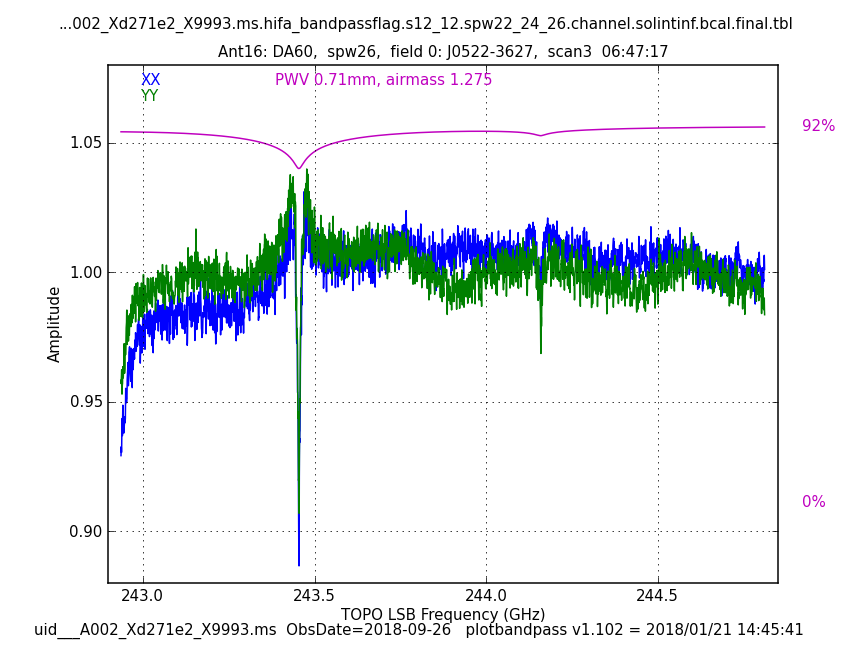 ...002_Xd271e2_X9993.ms.hifa_bandpassflag.s12_12.spw22_24_26.channel.solintinf.bcal.final.tbl
Ant16: DA60,  spw26,  field 0: J0522-3627,  scan3  06:47:17
XX
PWV 0.71mm, airmass 1.275
YY
92%
1.05
1.00
0.95
0.90
0%
Amplitude
243.0
243.5
244.0
244.5
TOPO LSB Frequency (GHz)
uid___A002_Xd271e2_X9993.ms  ObsDate=2018-09-26   plotbandpass v1.102 = 2018/01/21 14:45:41